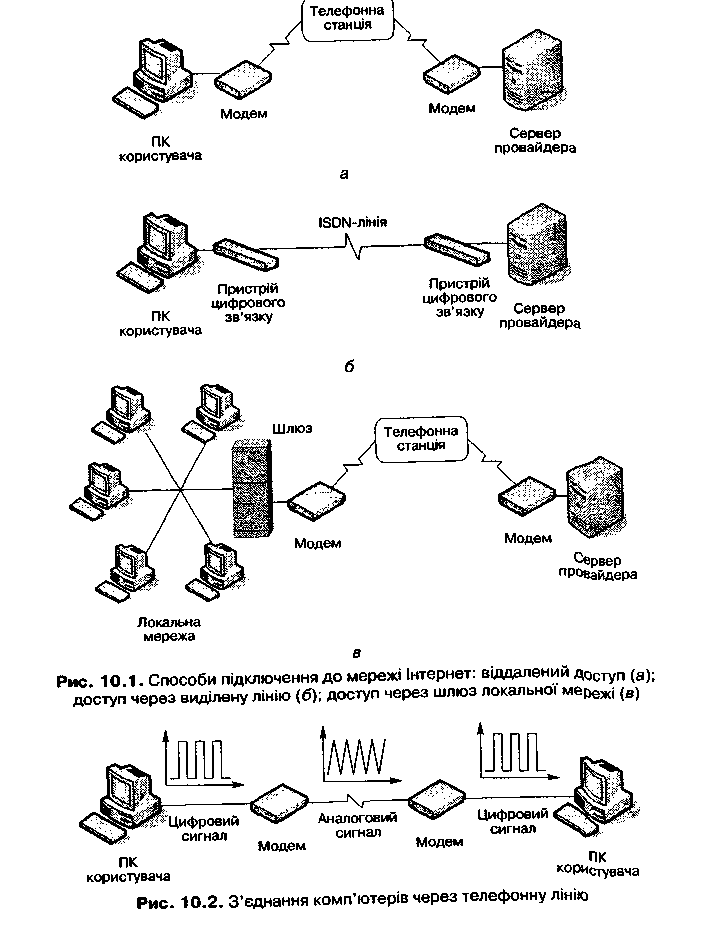 Телефонна
станція
Модем
Модем
ПК
користувача
Сервер
провайдера
а
ISDN-лінія
Пристрій
цифрового
зв'язку
Пристрій
цифрового
зв'язку
ПК
користувача
Сервер
провайдера
б
Шлюз
Телефонна
станція
Модем
Модем
Сервер
провайдера
Локальна
мережа
в
Рис. 10.1. Способи підключення до мережі Інтернет: віддалений доступ (а);
доступ через виділену лінію (б); доступ через шлюз локальної мережі (в)
Цифровий
сигнал
Модем
Аналоговий
сигнал
Модем
Цифровий
сигнал
ПК
користувача
ПК
користувача
Рис. 10.2. З'єднання комп'ютерів через телефонну лінію